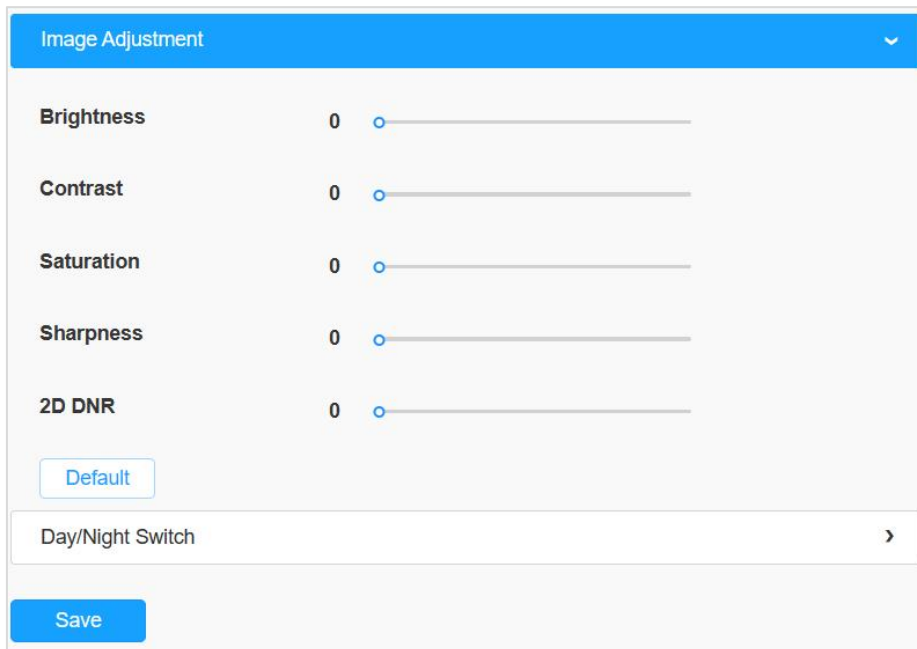 Image Adjustment
Brightness 0
Contrast 0
Saturation 0
Sharpness 0
2D DNR 0
Default
Day/Night Switch
Save